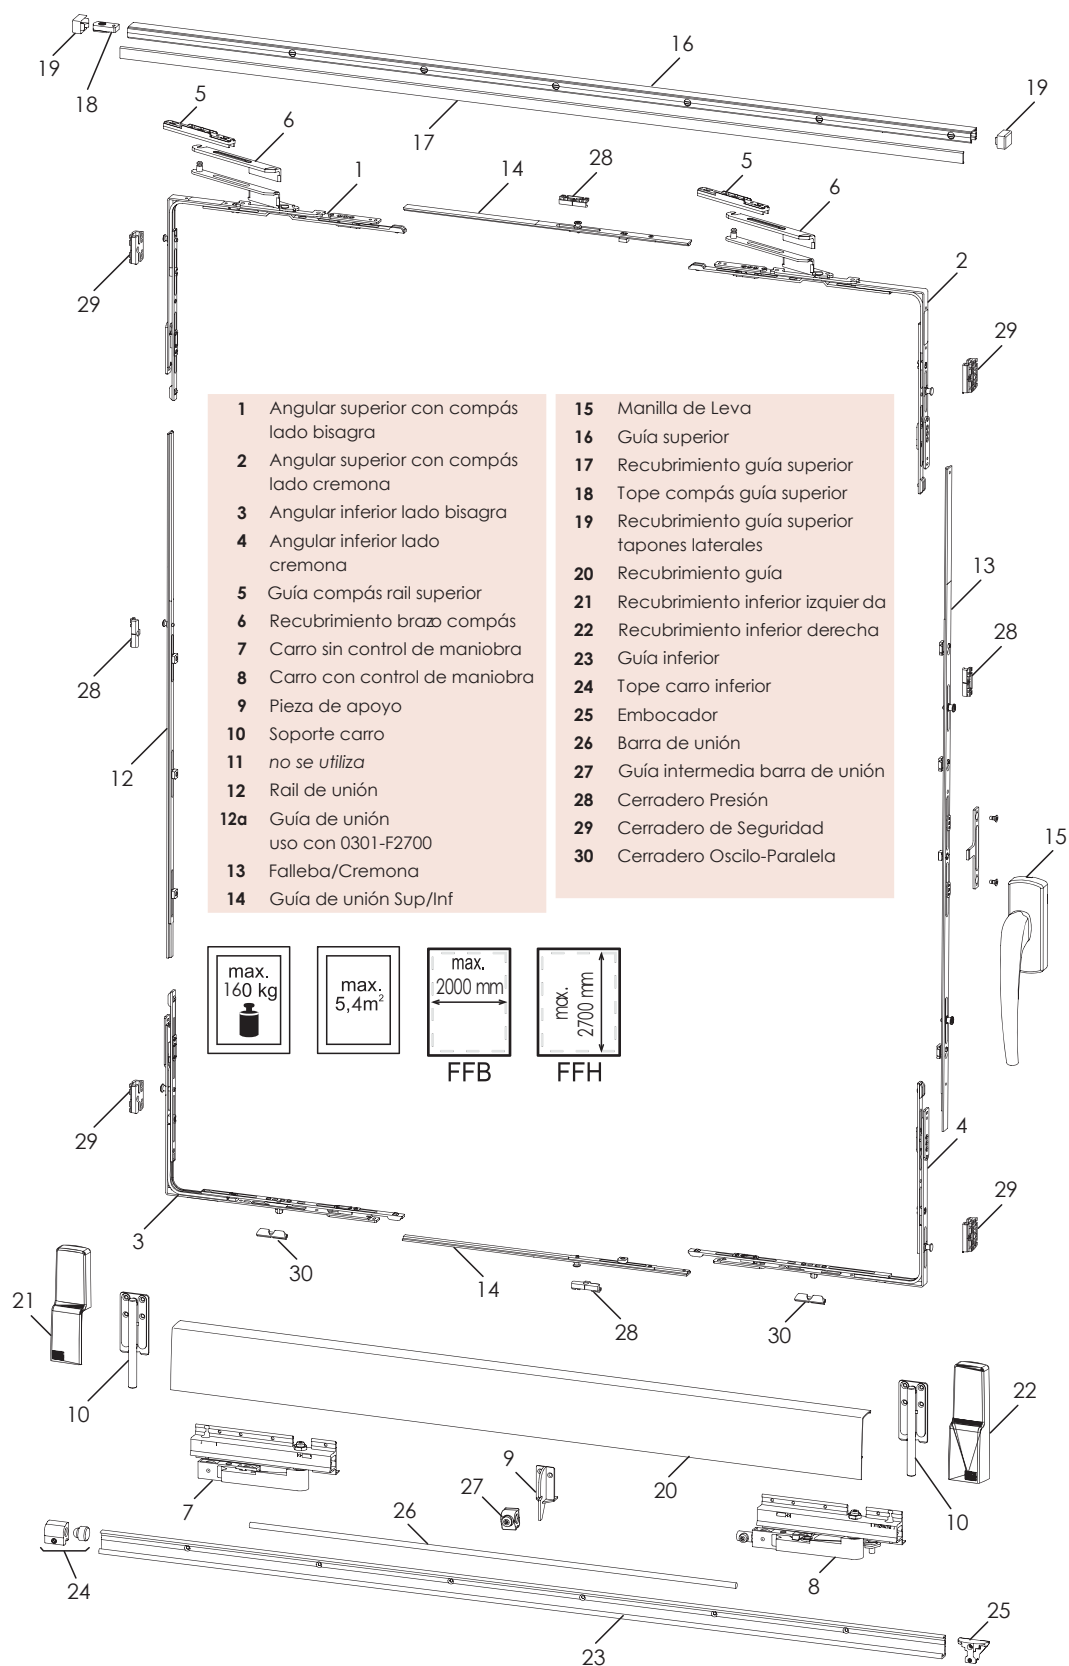 19
18
16
17
19
5
6
1
14
28
5
6
2
29
29
1 Angular superior con compás
lado bisagra
2 Angular superior con compás
lado cremona
3 Angular inferior lado bisagra
4 Angular inferior lado
cremona
5 Guía compás rail superior
6 Recubrimiento brazo compás
7 Carro sin control de maniobra
8 Carro con control de maniobra
9 Pieza de apoyo
10 Soporte carro
11 no se utiliza
12 Rail de unión
12a Guía de unión
uso con 0301-F2700
13 Falleba/Cremona
14 Guía de unión Sup/Inf
15 Manilla de Leva
16 Guía superior
17 Recubrimiento guía superior
18 Tope compás guía superior
19 Recubrimiento guía superior
tapones laterales
20 Recubrimiento guía
21 Recubrimiento inferior izquier da
22 Recubrimiento inferior derecha
23 Guía inferior
24 Tope carro inferior
25 Embocador
26 Barra de unión
27 Guía intermedia barra de unión
28 Cerradero Presión
29 Cerradero de Seguridad
30 Cerradero Oscilo-Paralela
13
28
28
12
15
max.
160 kg
max.
5,4m²
max.
2000 mm
FFB
max.
2700 mm
FFH
29
4
29
3
30
14
28
30
21
10
22
10
7
9
27
20
26
8
24
23
25